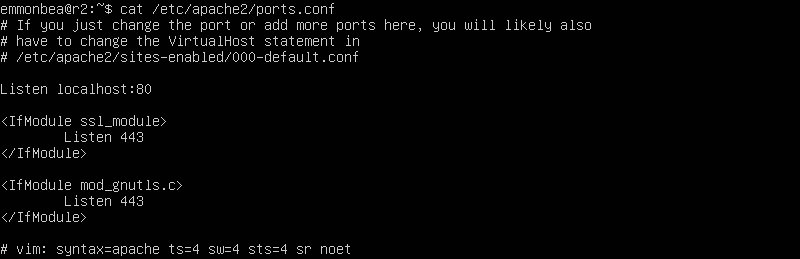 emmonbea@r2:~$ cat /etc/apache2/ports.conf
# If you just change the port or add more ports here, you will likely also
# have to change the VirtualHost statement in
# /etc/apache2/sites-enabled/000-default.conf
Listen localhost:80
<IfModule ssl_module>
        Listen 443
</IfModule>
<IfModule mod_gnutls.c>
        Listen 443
</IfModule>
# vim: syntax=apache ts=4 sw=4 sts=4 sr noet